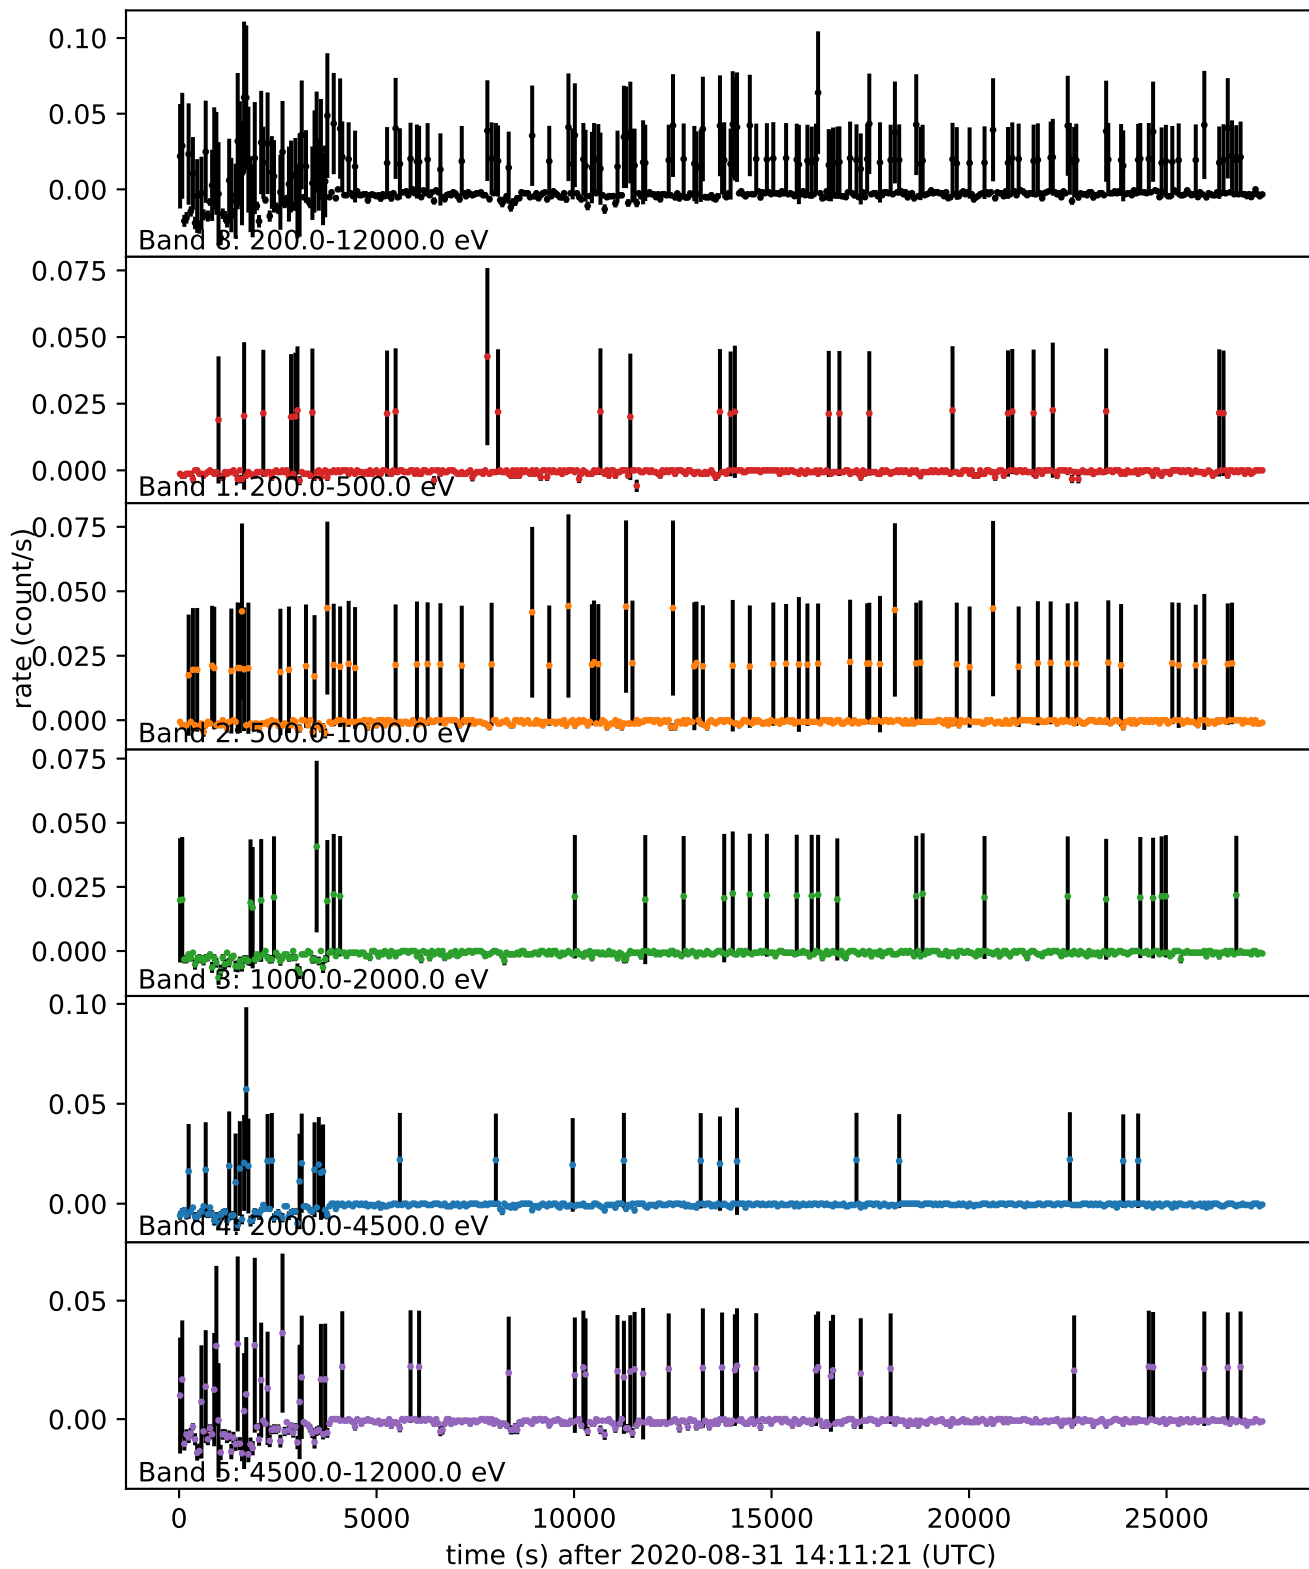 0.10
0.05
0.00
Band 8: 200.0-12000.0 eV
0.075
0.050
0.025
0.000
Band 1: 200.0-500.0 eV
rate (count/s)
0.075
0.050
0.025
0.000
Band 2: 500.0-1000.0 eV
0.075
0.050
0.025
0.000
Band 3: 1000.0-2000.0 eV
0.10
0.05
0.00
Band 4: 2000.0-4500.0 eV
0.05
0.00
Band 5: 4500.0-12000.0 eV
0 5000 10000 15000 20000 25000
time (s) after 2020-08-31 14:11:21 (UTC)